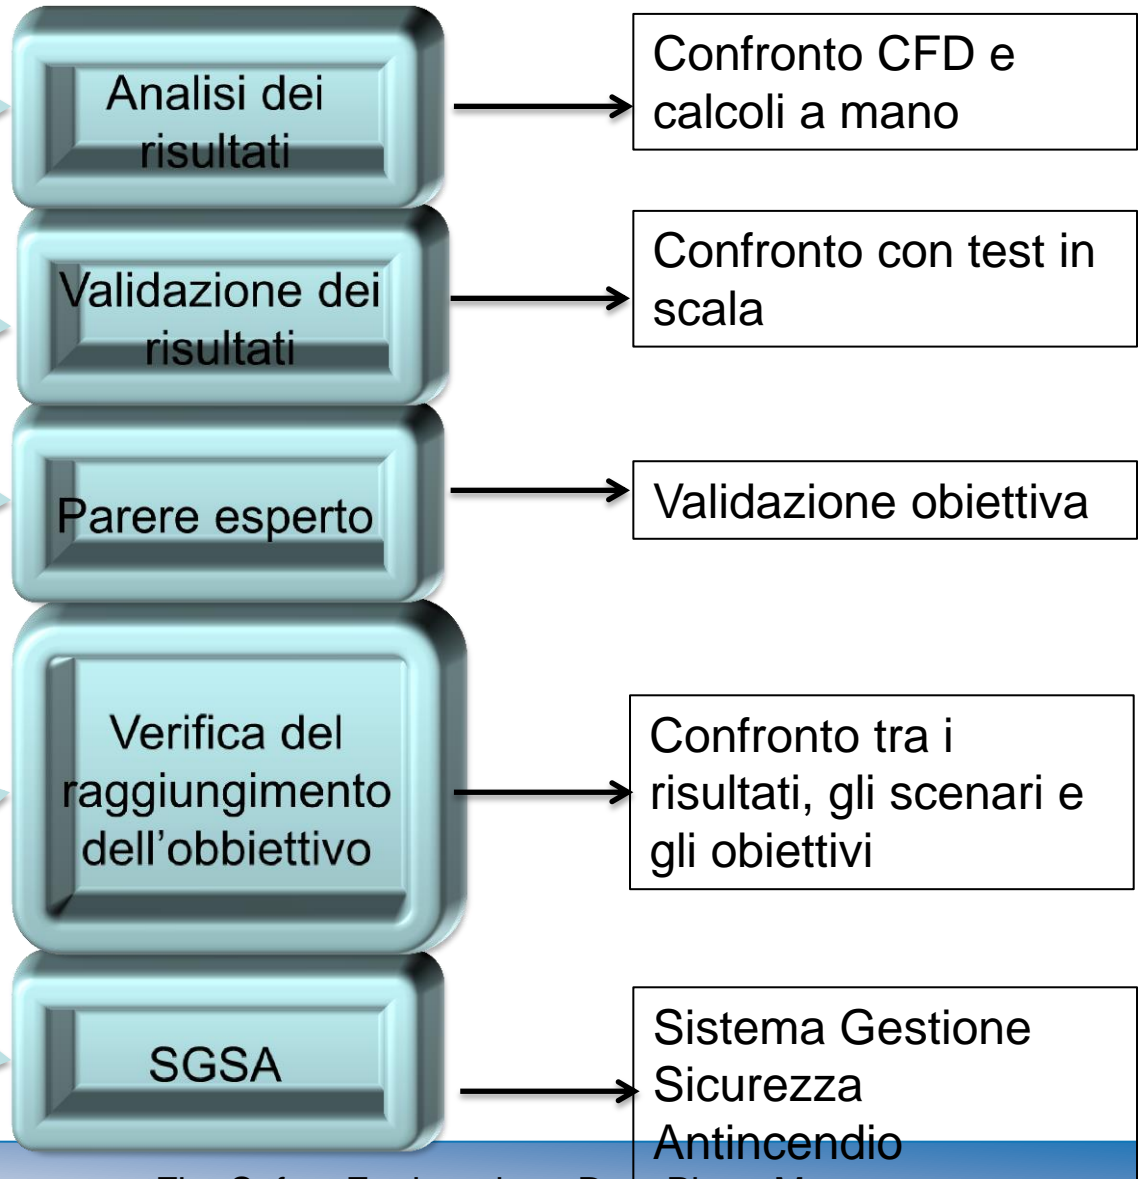 Analisi dei
risultati
Confronto CFD e
calcoli a mano
Validazione dei
risultati
Confronto con test in
scala
Parere esperto
Validazione obiettiva
Verifica del
raggiungimento
dell’obbiettivo
Confronto tra i
risultati, gli scenari e
gli obiettivi
SGSA
Sistema Gestione
Sicurezza
Antincendio